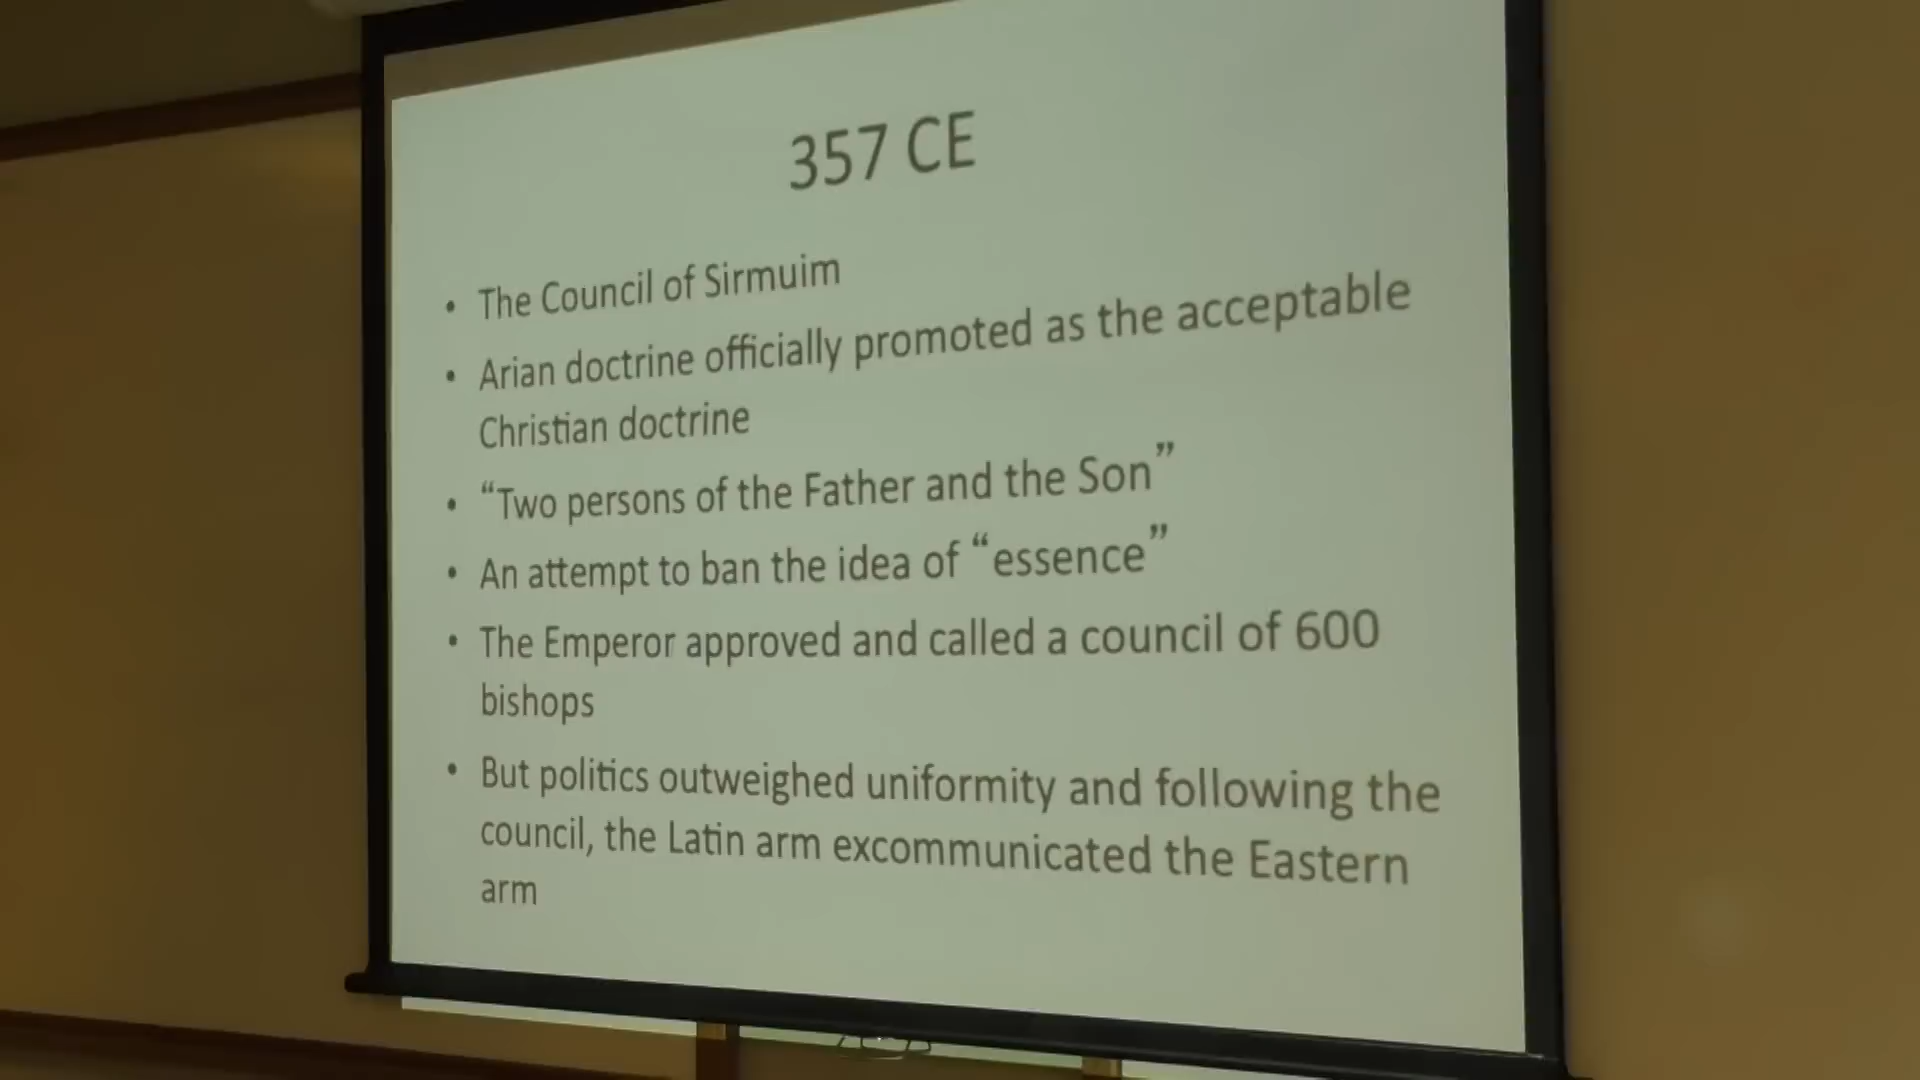 357 CE
• The Council of Sirmuim
• Arian doctrine officially promoted as the acceptable
Christian doctrine
• “Two persons of the Father and the Son”
• An attempt to ban the idea of “essence”
• The Emperor approved and called a council of 600
bishops
• But politics outweighed uniformity and following the
council, the Latin arm excommunicated the Eastern
arm